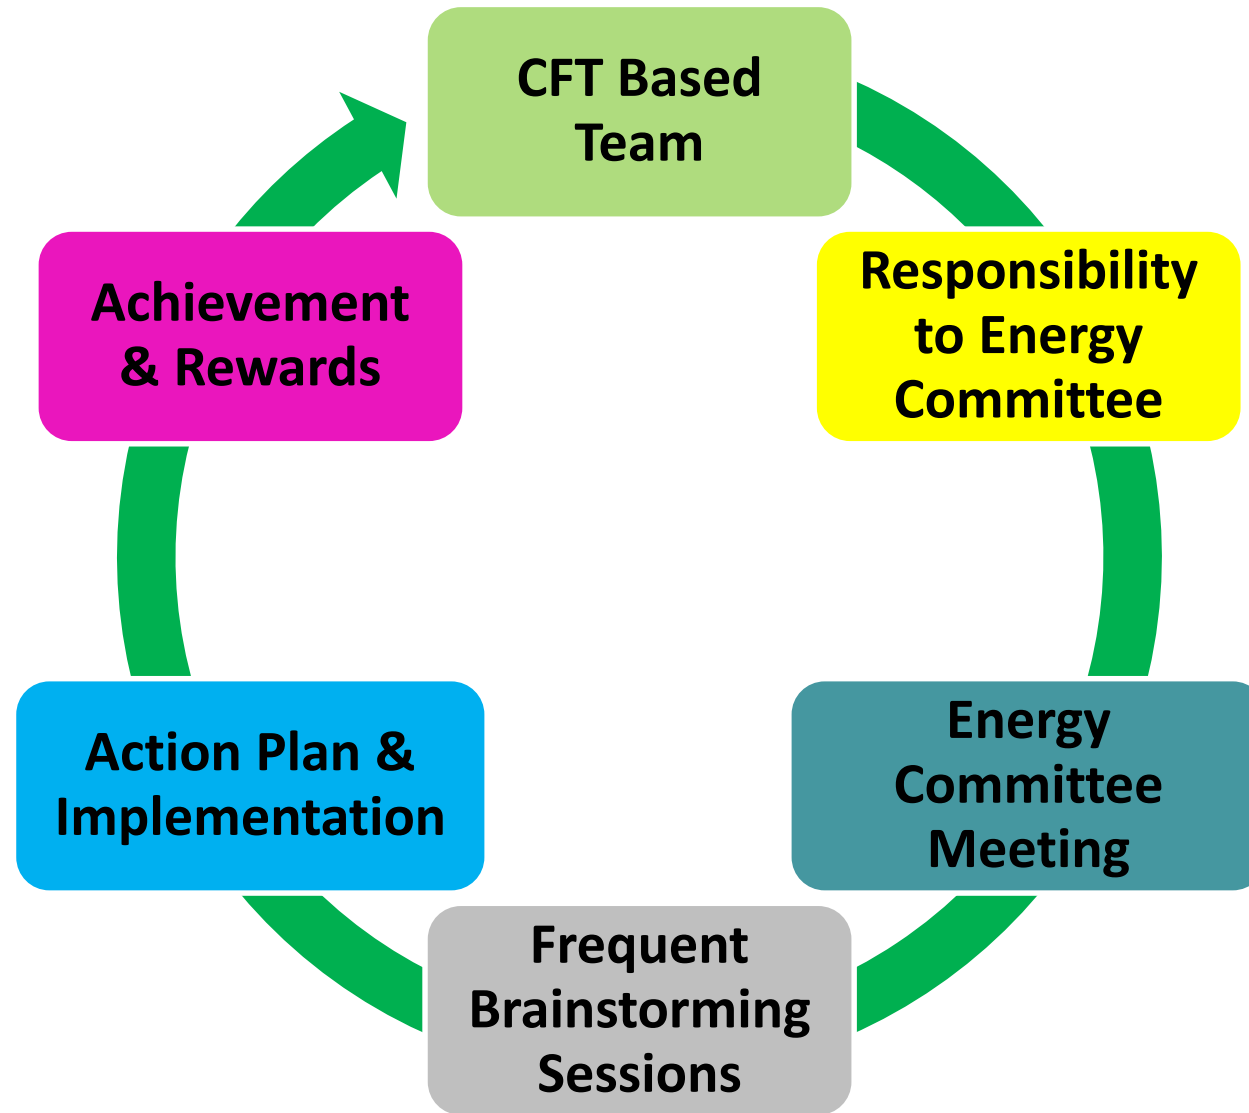 CFT Based
Team
Responsibility
to Energy
Committee
Energy
Committee
Meeting
Frequent
Brainstorming
Sessions
Action Plan &
Implementation
Achievement
& Rewards